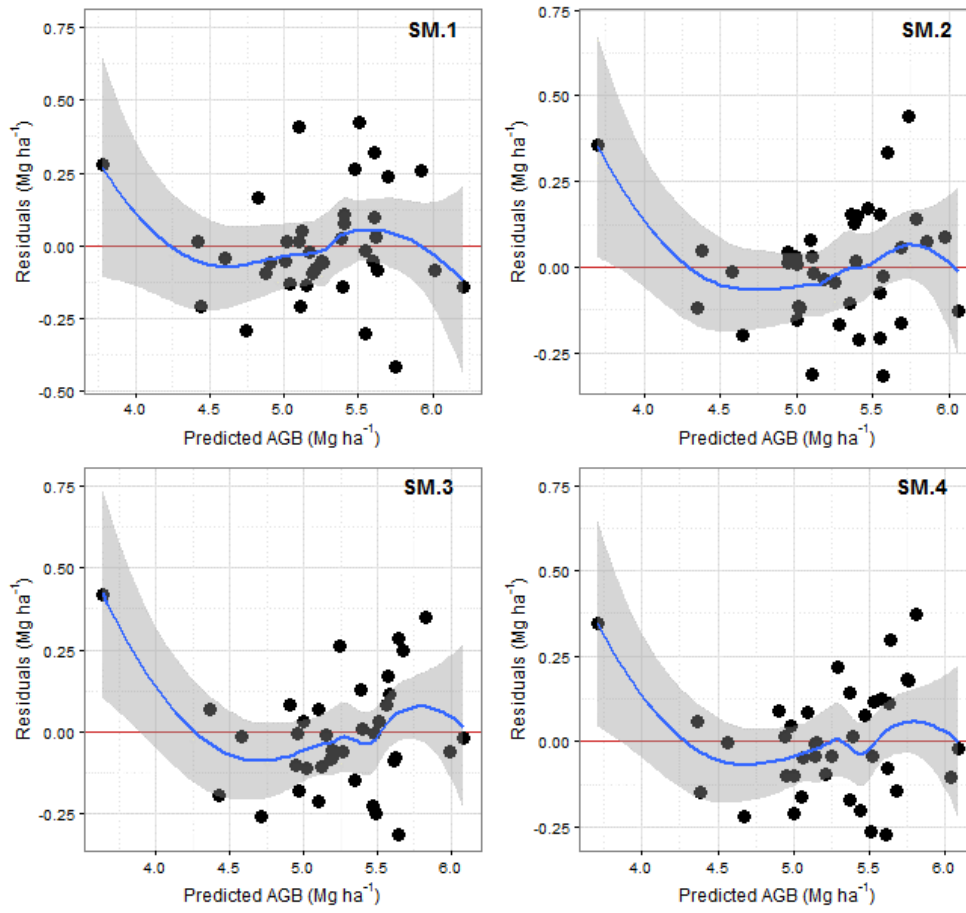 SM.1
0.75
0.50
0.25
0.00
-0.25
-0.50
Residuals (Mg ha⁻¹)
4.0 4.5 5.0 5.5 6.0
Predicted AGB (Mg ha⁻¹)
SM.2
0.75
0.50
0.25
0.00
-0.25
Residuals (Mg ha⁻¹)
4.0 4.5 5.0 5.5 6.0
Predicted AGB (Mg ha⁻¹)
SM.3
0.75
0.50
0.25
0.00
-0.25
Residuals (Mg ha⁻¹)
4.0 4.5 5.0 5.5 6.0
Predicted AGB (Mg ha⁻¹)
SM.4
0.75
0.50
0.25
0.00
-0.25
Residuals (Mg ha⁻¹)
4.0 4.5 5.0 5.5 6.0
Predicted AGB (Mg ha⁻¹)